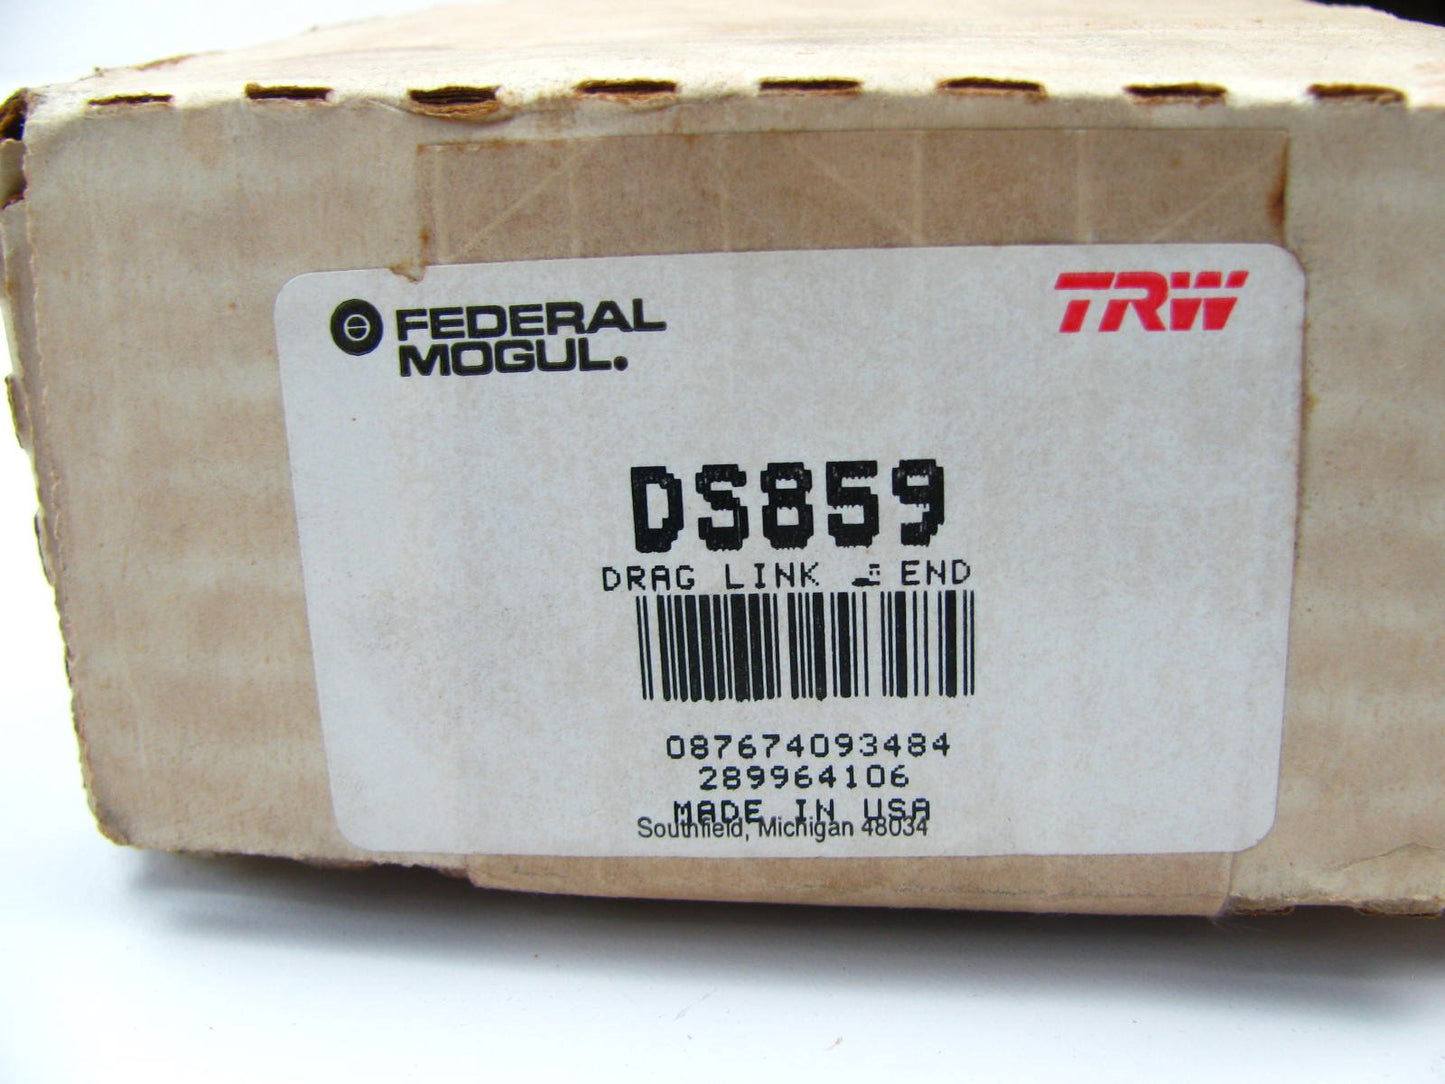 FEDERAL
MOGUL.
TRW
DS859
DRAG LINK END
087674093484
289964106
MADE IN USA
Southfield, Michigan 48034